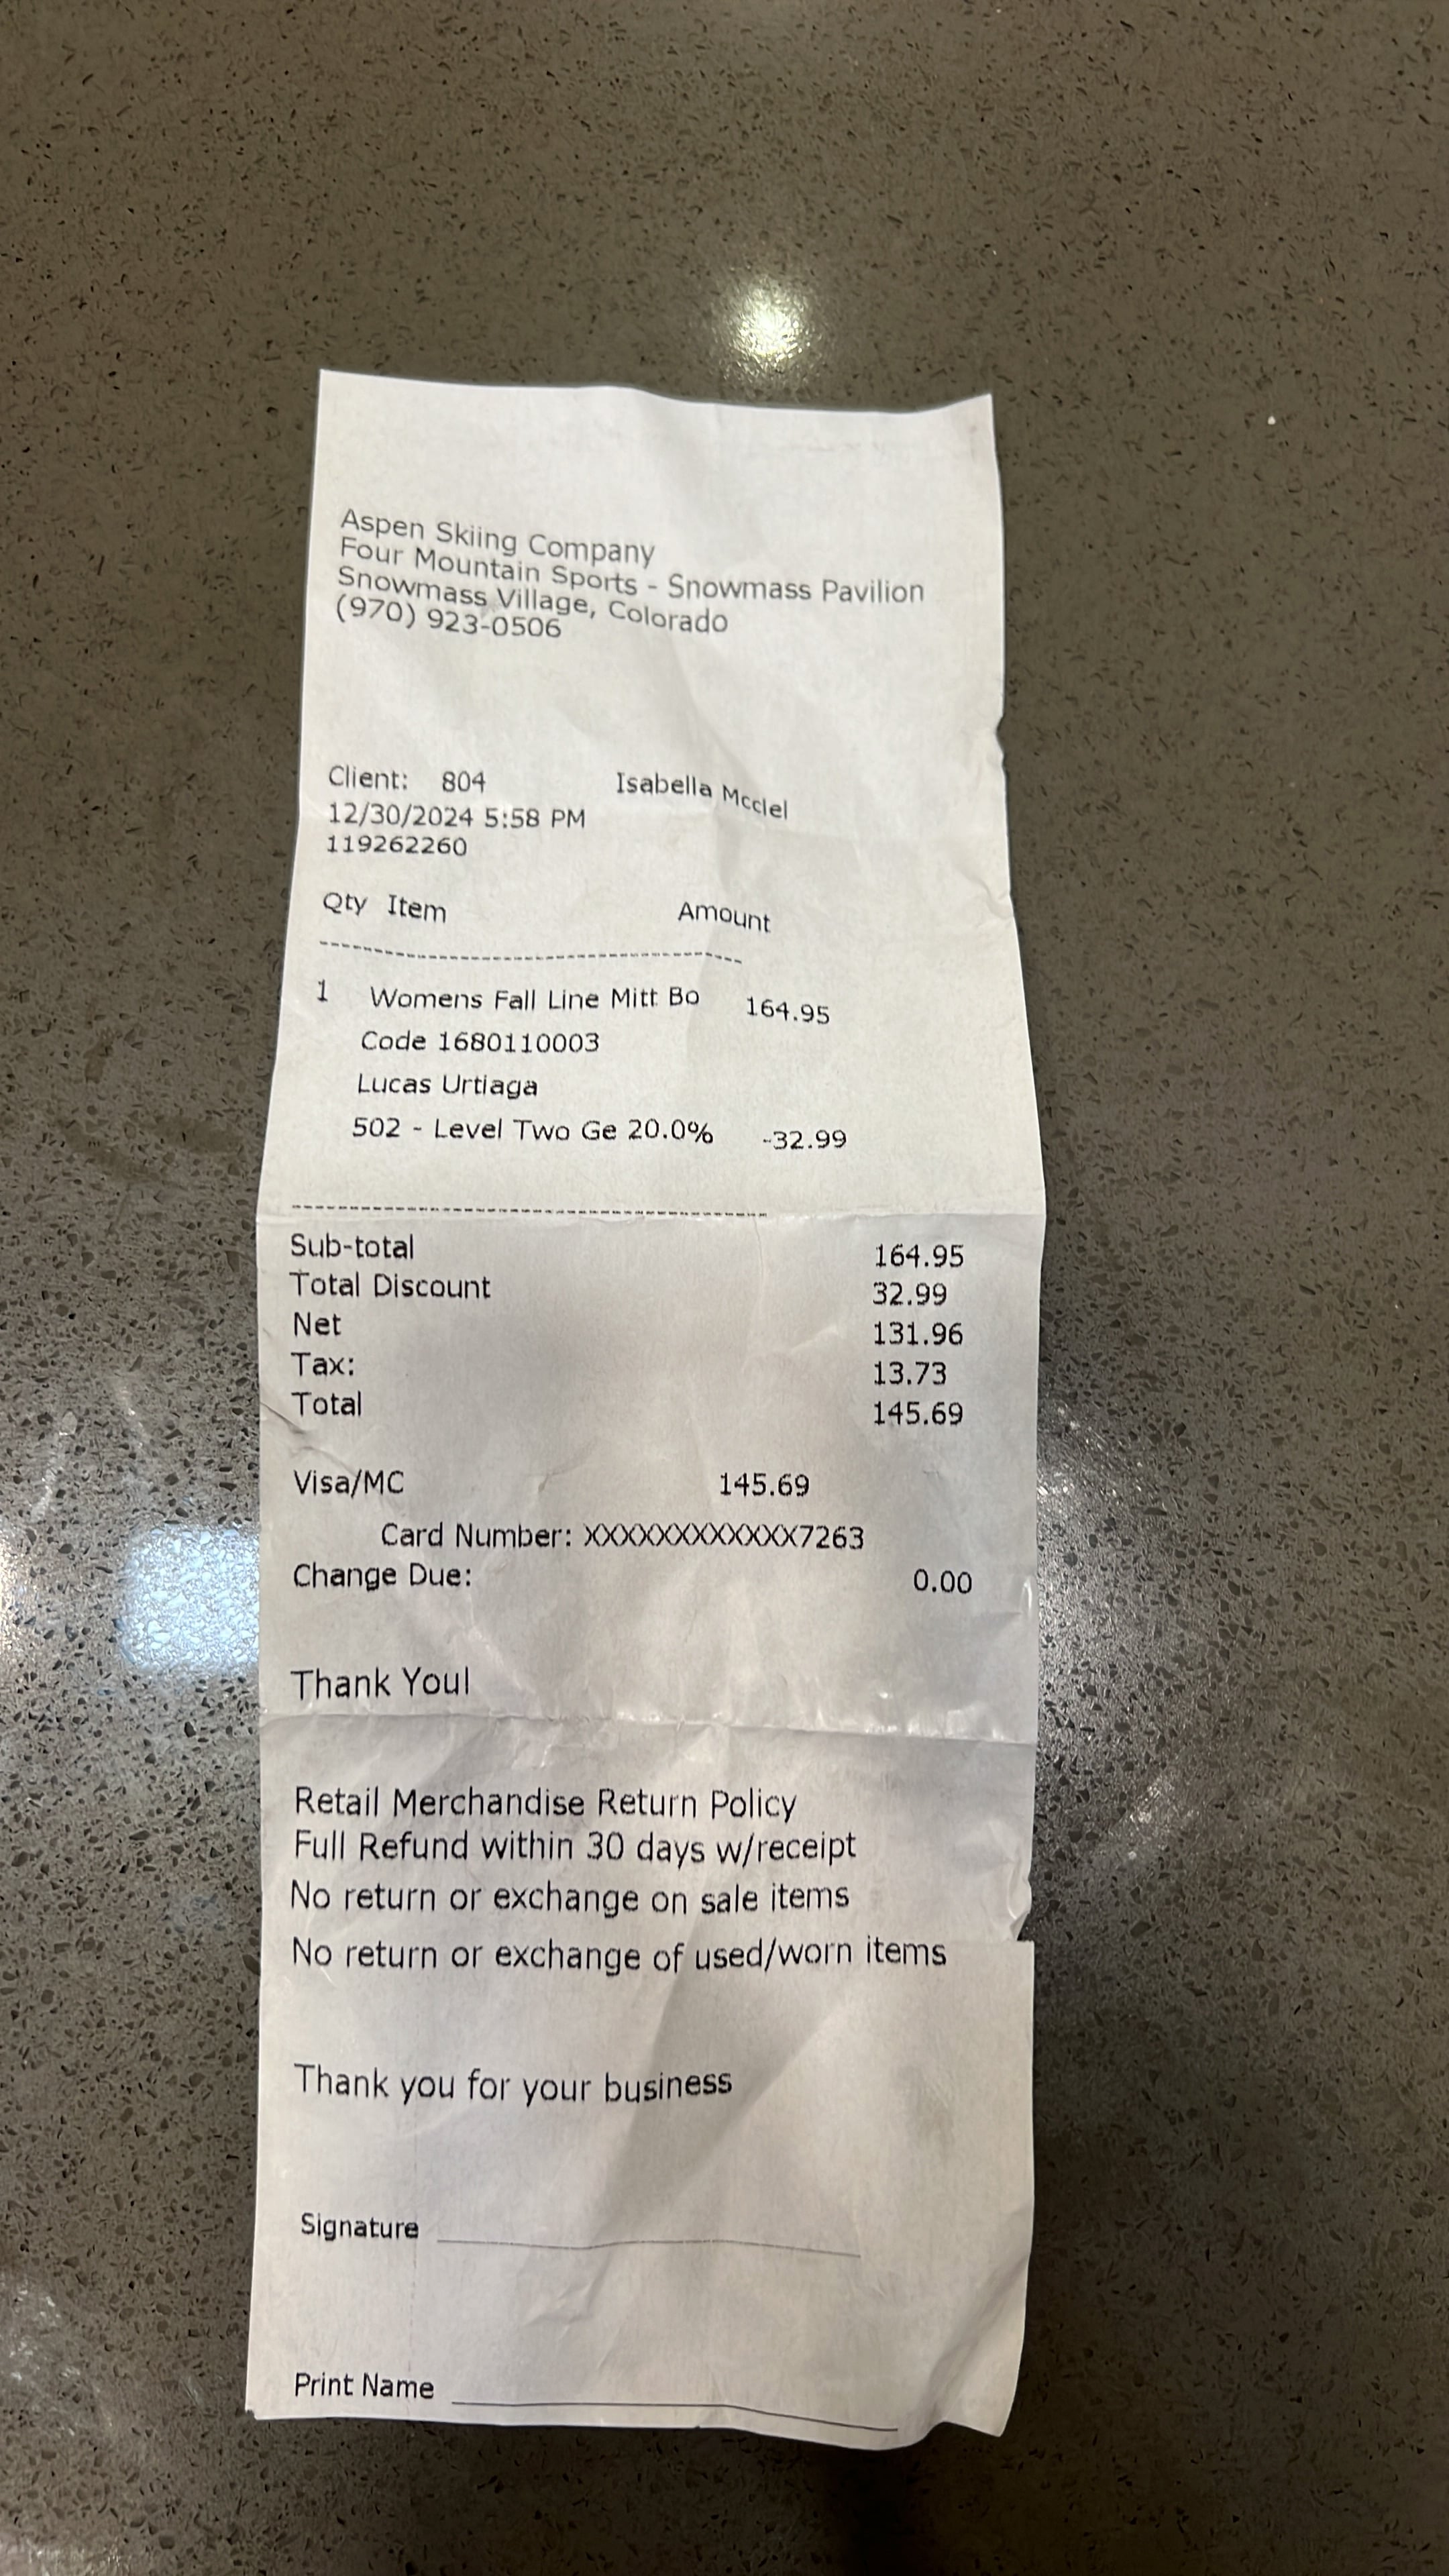 Aspen Skiing Company
Four Mountain Sports - Snowmass Pavilion
Snowmass Village, Colorado
(970) 923-0506
Client: 804 Isabella Mcclel
12/30/2024 5:58 PM
119262260
Qty Item Amount
1 Womens Fall Line Mitt Bo 164.95
Code 1680110003
Lucas Urtiaga
502 - Level Two Ge 20.0% -32.99
Sub-total 164.95
Total Discount 32.99
Net 131.96
Tax: 13.73
Total 145.69
Visa/MC 145.69
Card Number: XXXXXXXXXXXX7263
Change Due: 0.00
Thank You!
Retail Merchandise Return Policy
Full Refund within 30 days w/receipt
No return or exchange on sale items
No return or exchange of used/worn items
Thank you for your business
Signature
Print Name